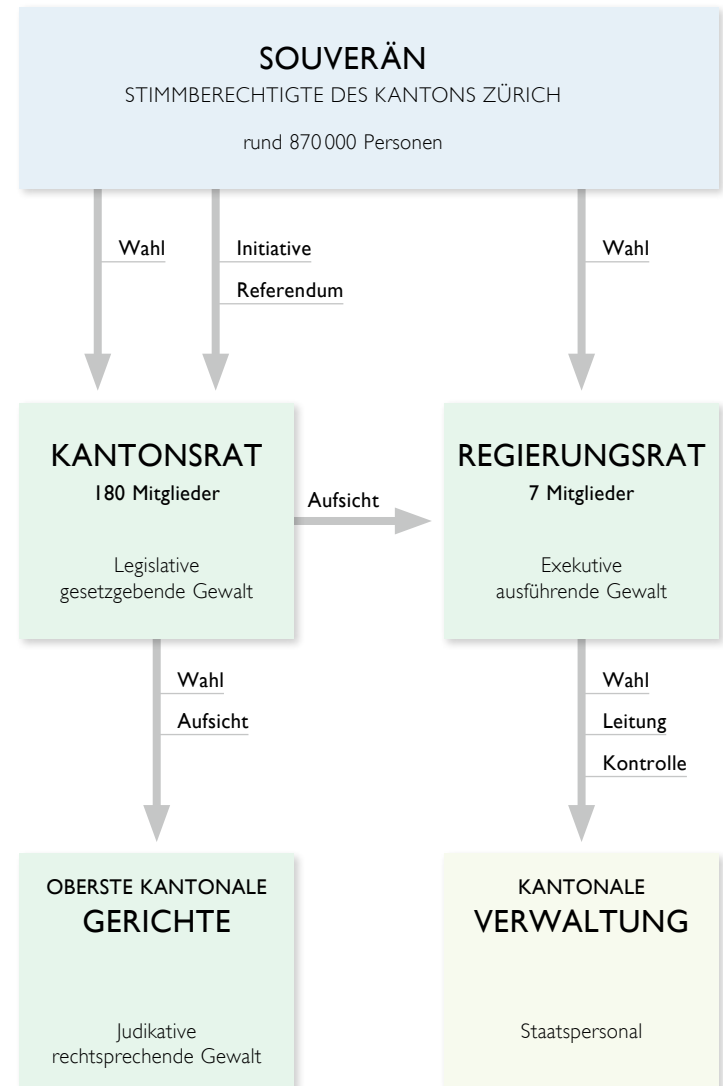 SOUVERÄN
STIMMBERECHTIGTE DES KANTONS ZÜRICH
rund 870 000 Personen
Wahl
Initiative
Referendum
Wahl
KANTONSRAT
180 Mitglieder
Legislative
gesetzgebende Gewalt
Aufsicht
REGIERUNGSRAT
7 Mitglieder
Exekutive
ausführende Gewalt
Wahl
Aufsicht
Wahl
Leitung
Kontrolle
OBERSTE KANTONALE
GERICHTE
Judikative
rechtsprechende Gewalt
KANTONALE
VERWALTUNG
Staatspersonal